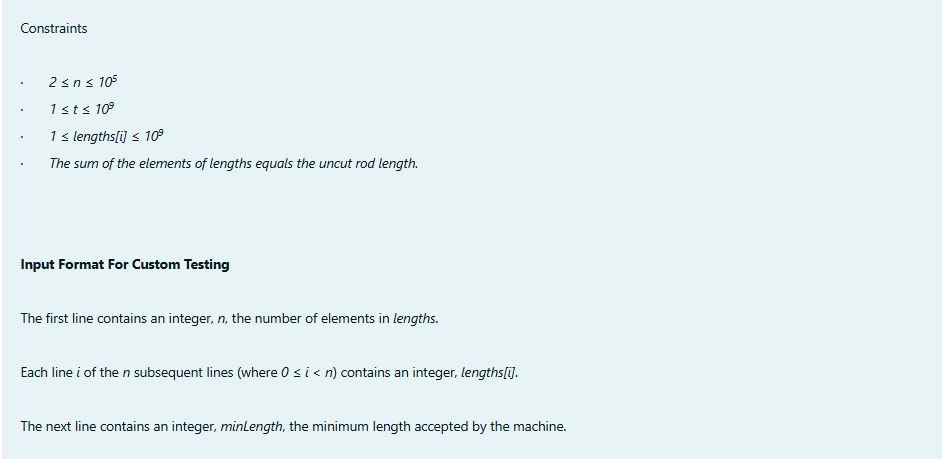 Constraints
· 2 ≤ n ≤ 10⁵
· 1 ≤ t ≤ 10⁹
· 1 ≤ lengths[i] ≤ 10⁹
· The sum of the elements of lengths equals the uncut rod length.
Input Format For Custom Testing
The first line contains an integer, n, the number of elements in lengths.
Each line i of the n subsequent lines (where 0 ≤ i < n) contains an integer, lengths[i].
The next line contains an integer, minLength, the minimum length accepted by the machine.